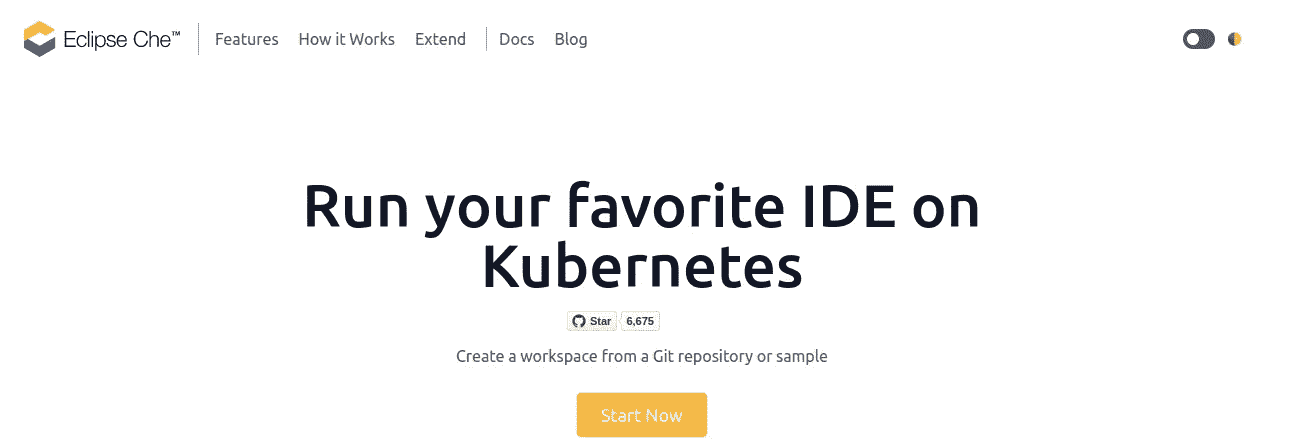 Eclipse Che™ Features How it Works Extend Docs Blog
Run your favorite IDE on
Kubernetes
Star 6,675
Create a workspace from a Git repository or sample
Start Now